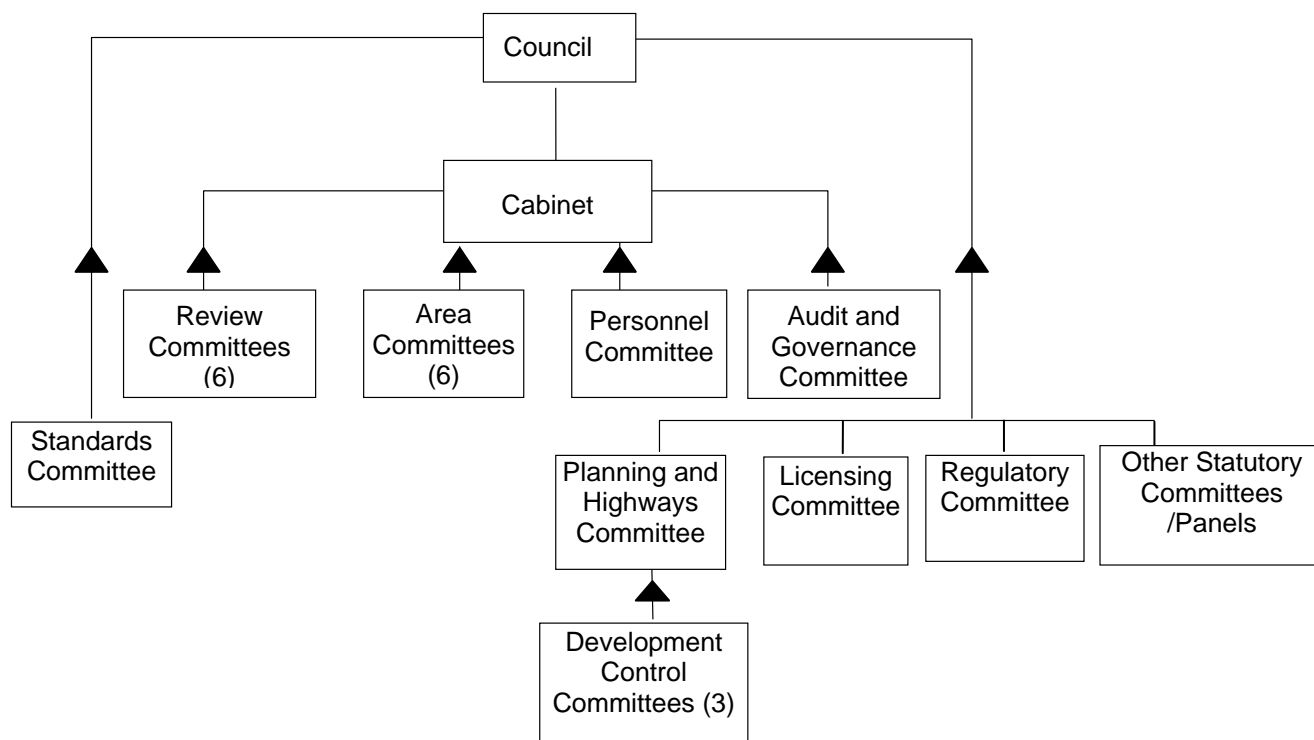 Council
Cabinet
Review
Committees
(6)
Area
Committees
(6)
Personnel
Committee
Audit and
Governance
Committee
Standards
Committee
Planning and
Highways
Committee
Licensing
Committee
Regulatory
Committee
Other Statutory
Committees
/Panels
Development
Control
Committees (3)